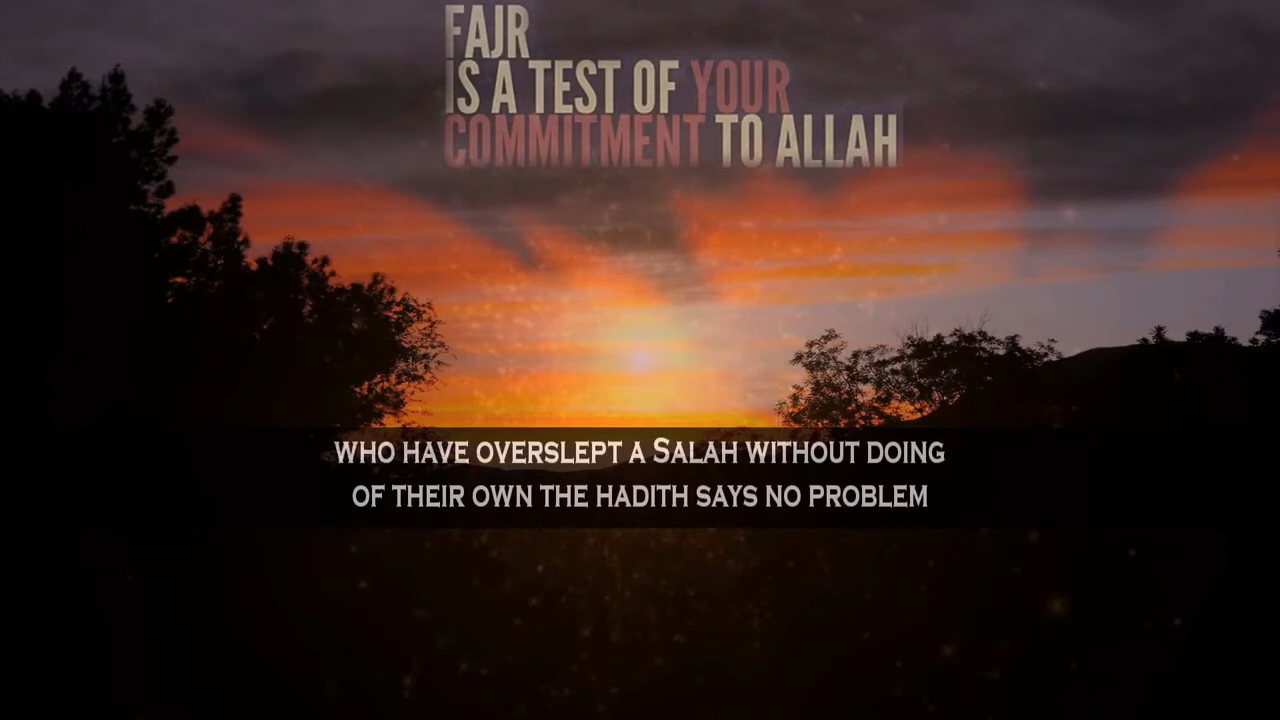 FAJR
IS A TEST OF YOUR
COMMITMENT TO ALLAH
WHO HAVE OVERSLEPT A SALAH WITHOUT DOING
OF THEIR OWN THE HADITH SAYS NO PROBLEM